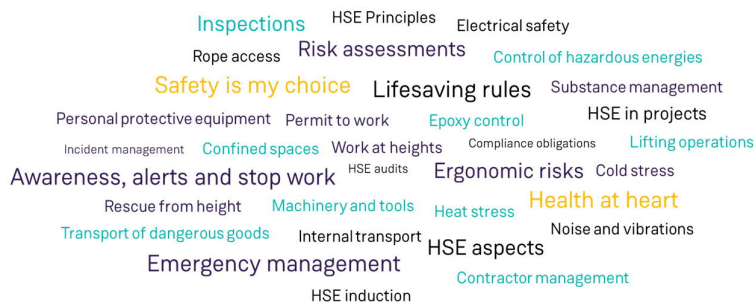 Inspections
HSE Principles
Electrical safety
Rope access
Risk assessments
Control of hazardous energies
Safety is my choice
Lifesaving rules
Substance management
Personal protective equipment
Permit to work
Epoxy control
HSE in projects
Incident management
Confined spaces
Work at heights
Compliance obligations
Lifting operations
Awareness, alerts and stop work
HSE audits
Ergonomic risks
Cold stress
Rescue from height
Machinery and tools
Heat stress
Health at heart
Transport of dangerous goods
Internal transport
HSE aspects
Noise and vibrations
Emergency management
Contractor management
HSE induction